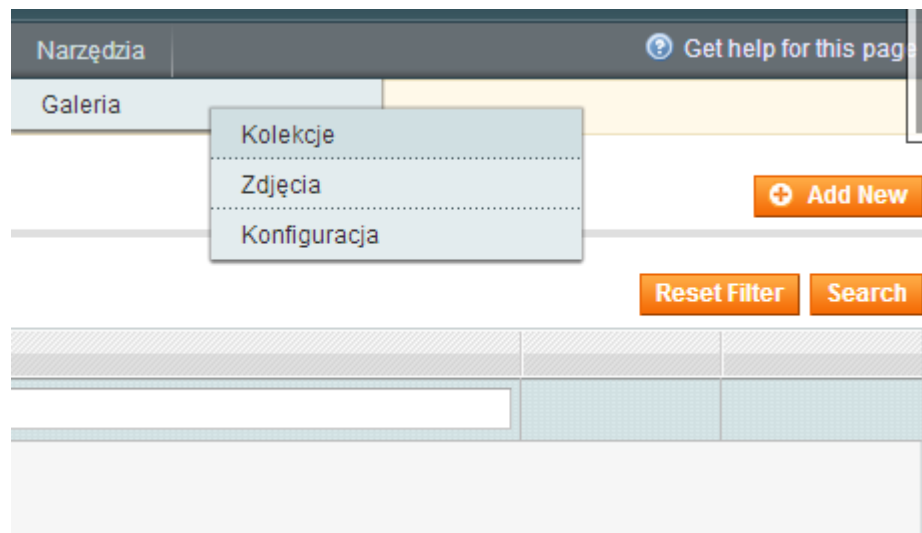 Narzędzia
Get help for this page
Galeria
Kolekcje
Zdjęcia
Konfiguracja
Add New
Reset Filter
Search